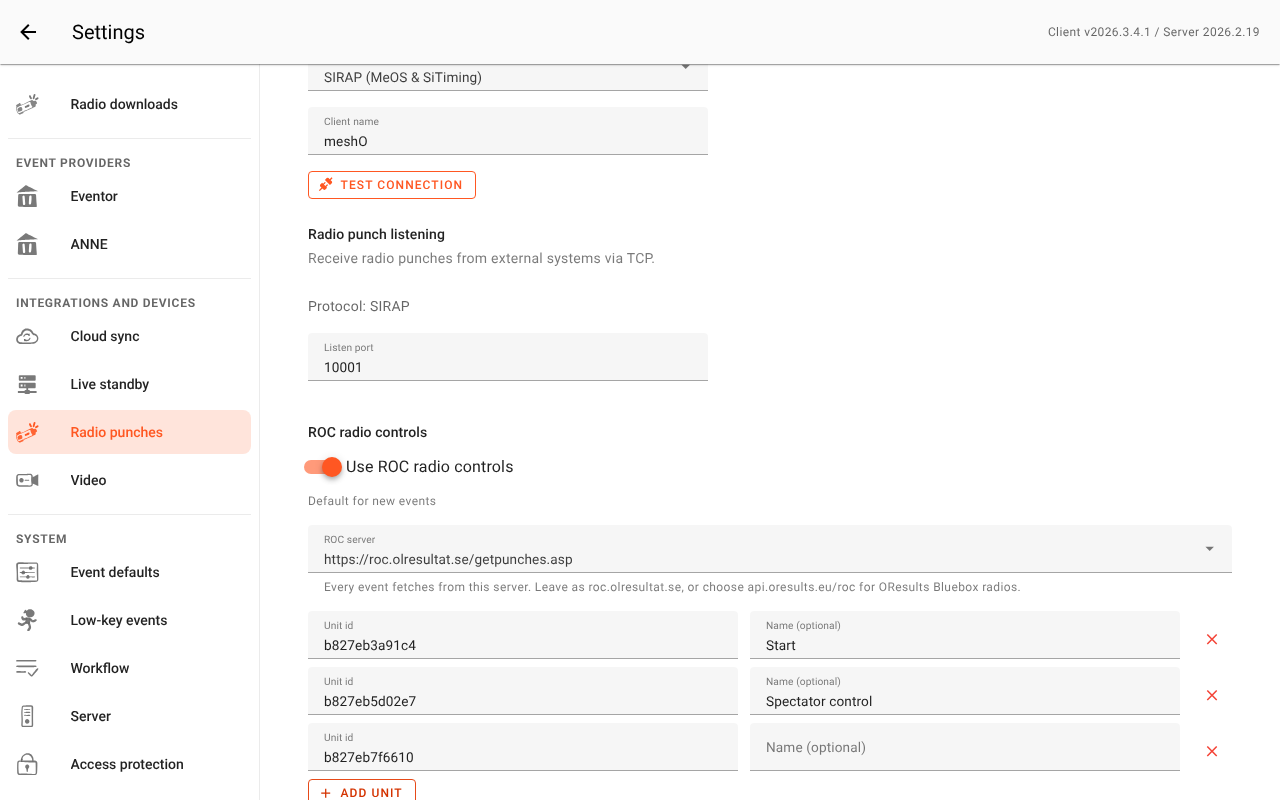 Settings
Client v2026.3.4.1 / Server 2026.2.19
Radio downloads
EVENT PROVIDERS
Eventor
ANNE
INTEGRATIONS AND DEVICES
Cloud sync
Live standby
Radio punches
Video
SYSTEM
Event defaults
Low-key events
Workflow
Server
Access protection
SIRAP (MeOS & SiTiming)
Client name
meshO
TEST CONNECTION
Radio punch listening
Receive radio punches from external systems via TCP.
Protocol: SIRAP
Listen port
10001
ROC radio controls
Use ROC radio controls
Default for new events
ROC server
https://roc.olresultat.se/getpunches.asp
Every event fetches from this server. Leave as roc.olresultat.se, or choose api.oresults.eu/roc for OResults Bluebox radios.
Unit id
b827eb3a91c4
Name (optional)
Start
Unit id
b827eb5d02e7
Name (optional)
Spectator control
Unit id
b827eb7f6610
Name (optional)
ADD UNIT